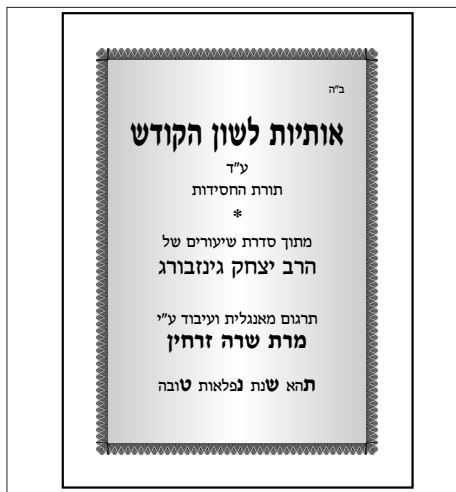 ב"ה
אותיות לשון הקודש
ע"ד
תורת החסידות
*
מתוך סדרת שיעורים של
הרב יצחק גינזבורג
תרגום מאנגלית ועיבוד ע"י
מרת שרה זרחין
תהא שנת נפלאות טובה